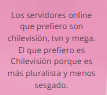 Los servidores online
que prefiero son
chilevisión, tvn y mega.
El que prefiero es
Chilevisión porque es
más pluralista y menos
sesgado.